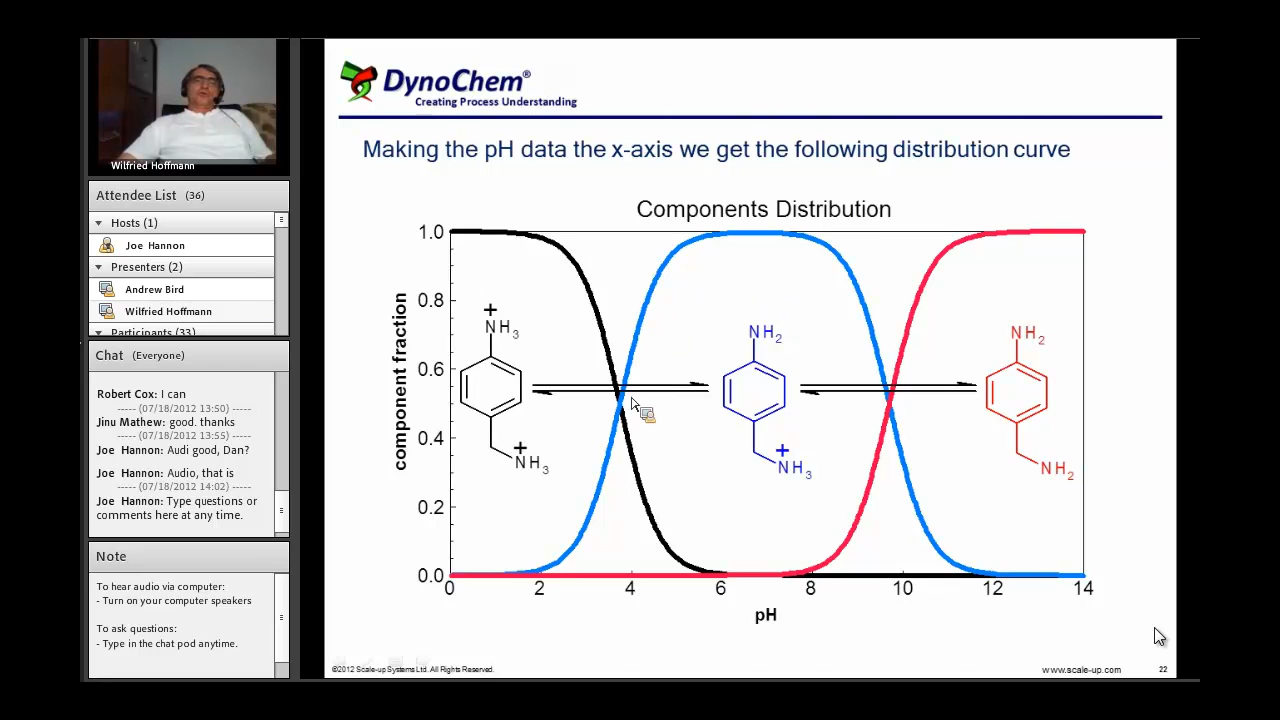 Wilfried Hoffmann
Attendee List (36)
Hosts (1)
Joe Hannon
Presenters (2)
Andrew Bird
Wilfried Hoffmann
Participants (33)
Chat (Everyone)
Robert Cox: I can
----- (07/18/2012 13:50) -----
Jinu Mathew: good. thanks
----- (07/18/2012 13:55) -----
Joe Hannon: Audi good, Dan?
Joe Hannon: Audio, that is
----- (07/18/2012 14:02) -----
Joe Hannon: Type questions or
comments here at any time.
Note
To hear audio via computer:
- Turn on your computer speakers
To ask questions:
- Type in the chat pod anytime.
DynoChem®
Creating Process Understanding
Making the pH data the x-axis we get the following distribution curve
Components Distribution
component fraction
1.0
0.8
0.6
0.4
0.2
0.0
+
NH3
+
NH3
NH2
+
NH3
NH2
NH2
0 2 4 6 8 10 12 14
pH
©2012 Scale-up Systems Ltd. All Rights Reserved.
www.scale-up.com
22